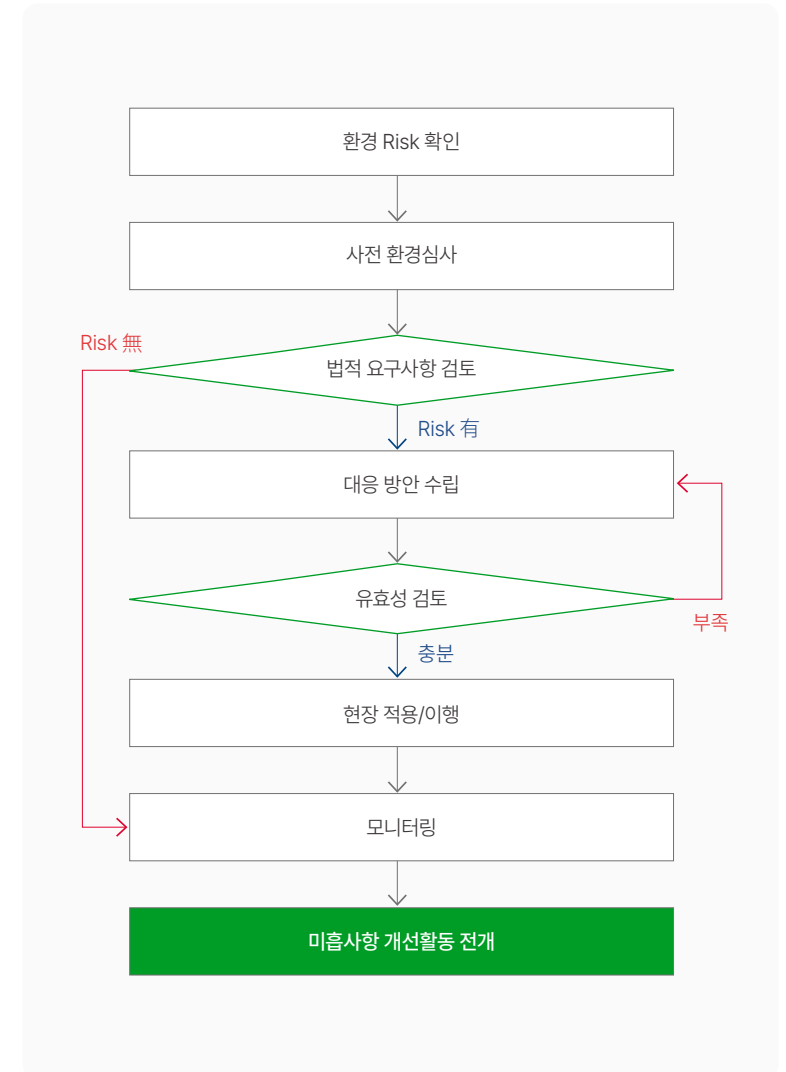 환경 Risk 확인
사전 환경심사
Risk 無
법적 요구사항 검토
Risk 有
대응 방안 수립
유효성 검토
부족
충분
현장 적용/이행
모니터링
미흡사항 개선활동 전개